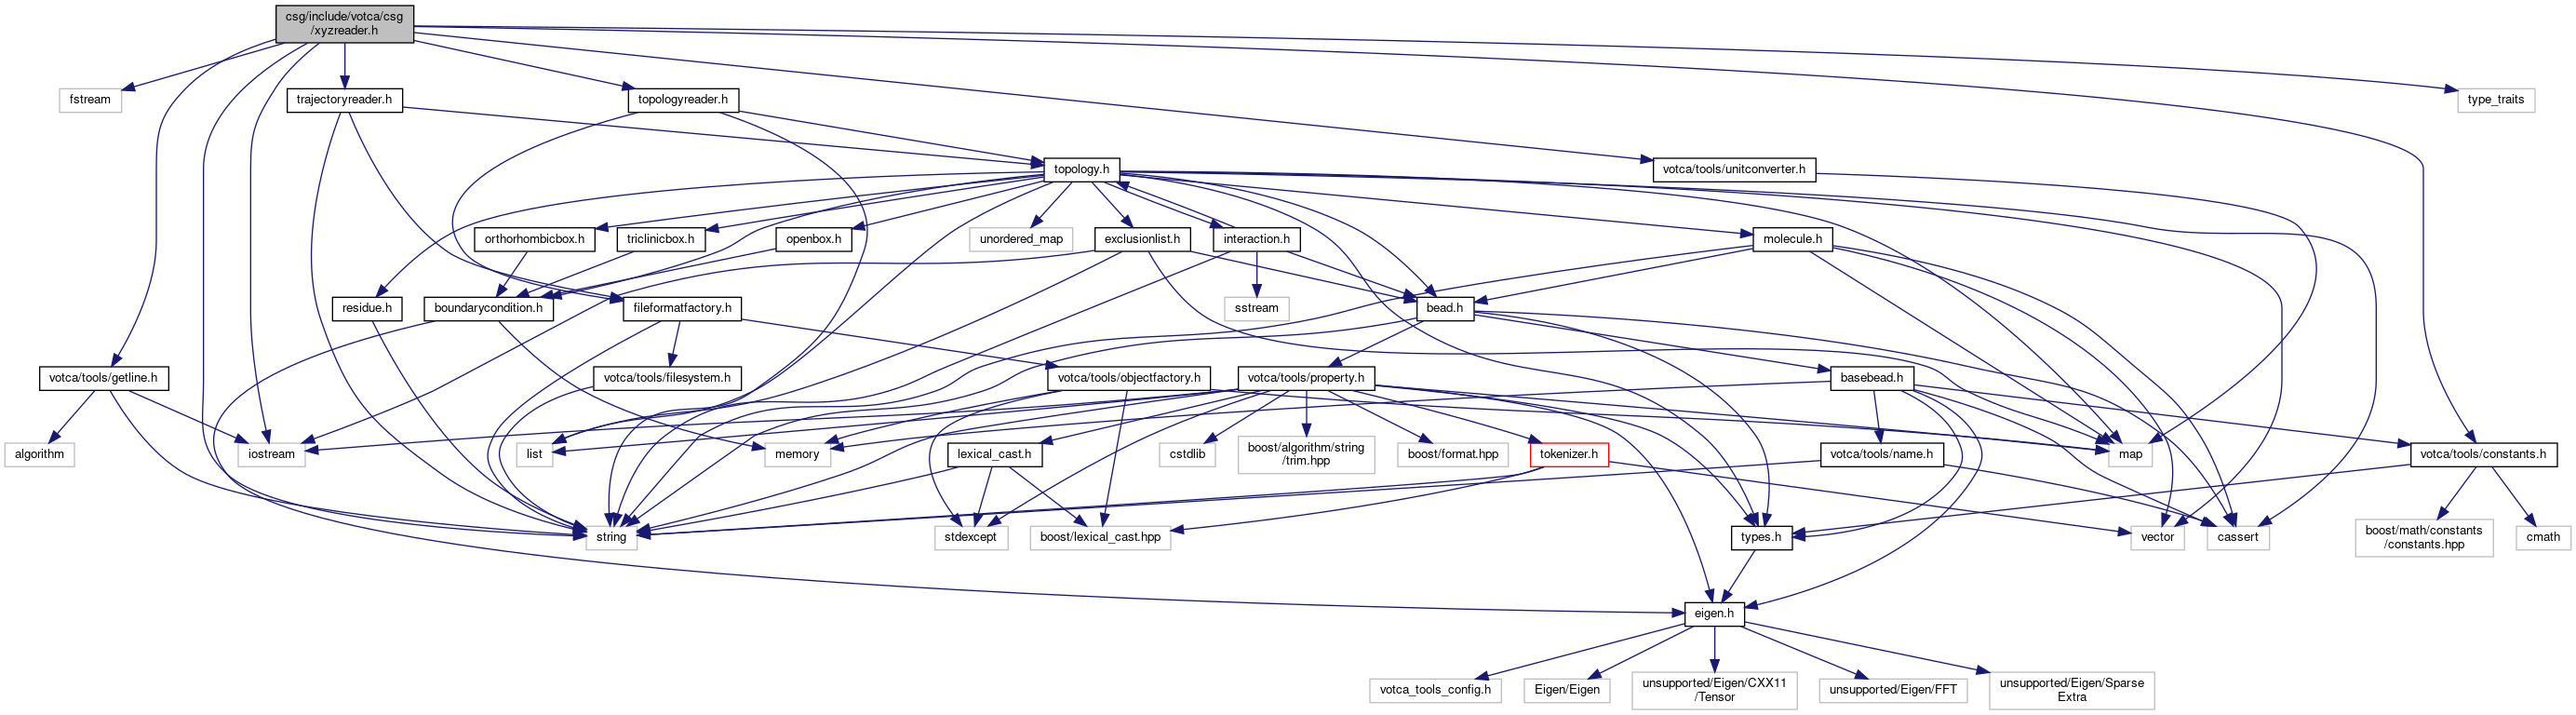 csg/include/votca/csg
/xyzreader.h
fstream
trajectoryreader.h
topologyreader.h
type_traits
topology.h
votca/tools/unitconverter.h
orthorhombicbox.h
triclinicbox.h
openbox.h
unordered_map
exclusionlist.h
interaction.h
molecule.h
residue.h
boundarycondition.h
fileformatfactory.h
sstream
bead.h
votca/tools/getline.h
votca/tools/filesystem.h
votca/tools/objectfactory.h
votca/tools/property.h
basebead.h
algorithm
iostream
list
memory
lexical_cast.h
cstdlib
boost/algorithm/string
/trim.hpp
boost/format.hpp
tokenizer.h
votca/tools/name.h
map
votca/tools/constants.h
string
stdexcept
boost/lexical_cast.hpp
types.h
vector
cassert
boost/math/constants
/constants.hpp
cmath
eigen.h
votca_tools_config.h
Eigen/Eigen
unsupported/Eigen/CXX11
/Tensor
unsupported/Eigen/FFT
unsupported/Eigen/Sparse
Extra